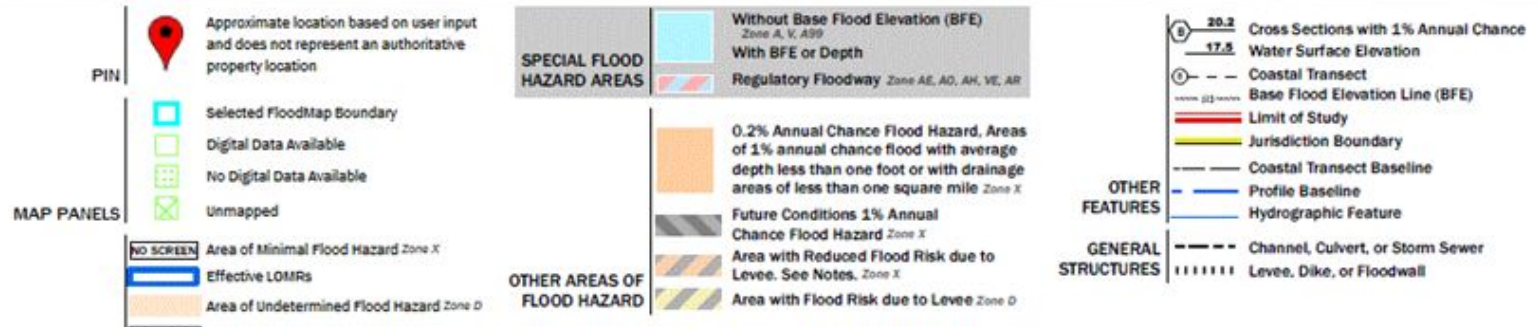 PIN
Approximate location based on user input
and does not represent an authoritative
property location
MAP PANELS
Selected FloodMap Boundary
Digital Data Available
No Digital Data Available
Unmapped
NO SCREEN Area of Minimal Flood Hazard Zone X
Effective LOMRs
Area of Undetermined Flood Hazard Zone D
SPECIAL FLOOD
HAZARD AREAS
Without Base Flood Elevation (BFE)
Zone A, V, A99
With BFE or Depth
Regulatory Floodway Zone AE, AO, AH, VE, AR
OTHER AREAS OF
FLOOD HAZARD
0.2% Annual Chance Flood Hazard, Areas
of 1% annual chance flood with average
depth less than one foot or with drainage
areas of less than one square mile Zone X
Future Conditions 1% Annual
Chance Flood Hazard Zone X
Area with Reduced Flood Risk due to
Levee. See Notes. Zone X
Area with Flood Risk due to Levee Zone D
OTHER
FEATURES
B 20.2 Cross Sections with 1% Annual Chance
17.5 Water Surface Elevation
Coastal Transect
Base Flood Elevation Line (BFE)
Limit of Study
Jurisdiction Boundary
Coastal Transect Baseline
Profile Baseline
Hydrographic Feature
GENERAL
STRUCTURES
Channel, Culvert, or Storm Sewer
Levee, Dike, or Floodwall